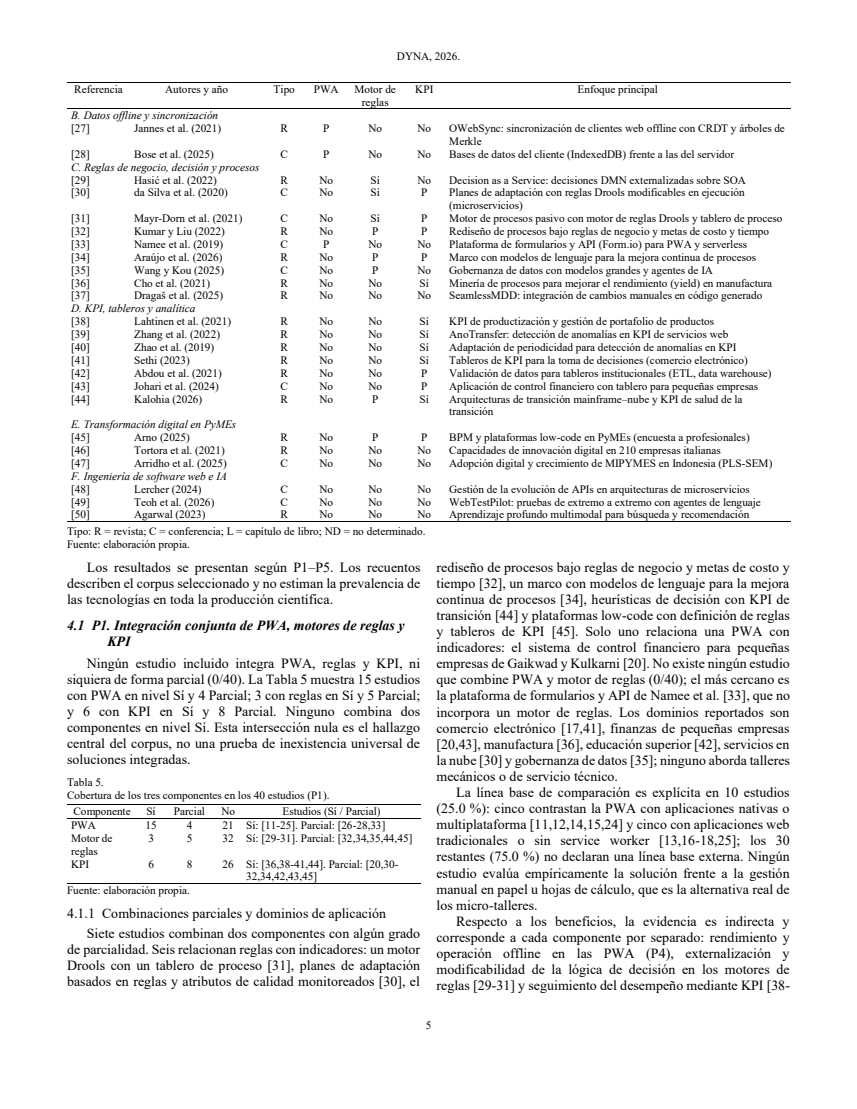 DYNA, 2026.
Referencia Autores y año Tipo PWA Motor de reglas KPI Enfoque principal
B. Datos offline y sincronización
[27] Jannes et al. (2021) R P No No OWebSync: sincronización de clientes web offline con CRDT y árboles de
Merkle
[28] Bose et al. (2025) C P No No Bases de datos del cliente (IndexedDB) frente a las del servidor
C. Reglas de negocio, decisión y procesos
[29] Hasić et al. (2022) R No Sí No Decision as a Service: decisiones DMN externalizadas sobre SOA
[30] da Silva et al. (2020) C No Sí P Planes de adaptación con reglas Drools modificables en ejecución
(microservicios)
[31] Mayr-Dorn et al. (2021) C No Sí P Motor de procesos pasivo con motor de reglas Drools y tablero de proceso
[32] Kumar y Liu (2022) R No P P Rediseño de procesos bajo reglas de negocio y metas de costo y tiempo
[33] Namee et al. (2019) C P No No Plataforma de formularios y API (Form.io) para PWA y serverless
[34] Araújo et al. (2026) R No P P Marco con modelos de lenguaje para la mejora continua de procesos
[35] Wang y Kou (2025) C No P No Gobernanza de datos con modelos grandes y agentes de IA
[36] Cho et al. (2021) R No No Sí Minería de procesos para mejorar el rendimiento (yield) en manufactura
[37] Dragaš et al. (2025) R No No No SeamlessMDD: integración de cambios manuales en código generado
D. KPI, tableros y analítica
[38] Lahtinen et al. (2021) R No No Sí KPI de productización y gestión de portafolio de productos
[39] Zhang et al. (2022) R No No Sí AnoTransfer: detección de anomalías en KPI de servicios web
[40] Zhao et al. (2019) R No No Sí Adaptación de periodicidad para detección de anomalías en KPI
[41] Sethi (2023) R No No Sí Tableros de KPI para la toma de decisiones (comercio electrónico)
[42] Abdou et al. (2021) R No No P Validación de datos para tableros institucionales (ETL, data warehouse)
[43] Johari et al. (2024) C No No P Aplicación de control financiero con tablero para pequeñas empresas
[44] Kalohia (2026) R No P Sí Arquitecturas de transición mainframe–nube y KPI de salud de la
transición
E. Transformación digital en PyMEs
[45] Arno (2025) R No P P BPM y plataformas low-code en PyMEs (encuesta a profesionales)
[46] Tortora et al. (2021) R No No No Capacidades de innovación digital en 210 empresas italianas
[47] Arridho et al. (2025) C No No No Adopción digital y crecimiento de MIPYMES en Indonesia (PLS-SEM)
F. Ingeniería de software web e IA
[48] Lercher (2024) C No No No Gestión de la evolución de APIs en arquitecturas de microservicios
[49] Teoh et al. (2026) C No No No WebTestPilot: pruebas de extremo a extremo con agentes de lenguaje
[50] Agarwal (2023) R No No No Aprendizaje profundo multimodal para búsqueda y recomendación
Tipo: R = revista; C = conferencia; L = capítulo de libro; ND = no determinado.
Fuente: elaboración propia.
Los resultados se presentan según P1–P5. Los recuentos
describen el corpus seleccionado y no estiman la prevalencia de
las tecnologías en toda la producción científica.
4.1 P1. Integración conjunta de PWA, motores de reglas y
KPI
Ningún estudio incluido integra PWA, reglas y KPI, ni
siquiera de forma parcial (0/40). La Tabla 5 muestra 15 estudios
con PWA en nivel Sí y 4 Parcial; 3 con reglas en Sí y 5 Parcial;
y 6 con KPI en Sí y 8 Parcial. Ninguno combina dos
componentes en nivel Sí. Esta intersección nula es el hallazgo
central del corpus, no una prueba de inexistencia universal de
soluciones integradas.
Tabla 5.
Cobertura de los tres componentes en los 40 estudios (P1).
Componente Sí Parcial No Estudios (Sí / Parcial)
PWA 15 4 21 Sí: [11-25]. Parcial: [26-28,33]
Motor de 3 5 32 Sí: [29-31]. Parcial: [32,34,35,44,45]
reglas
KPI 6 8 26 Sí: [36,38-41,44]. Parcial: [20,30-
32,34,42,43,45]
Fuente: elaboración propia.
4.1.1 Combinaciones parciales y dominios de aplicación
Siete estudios combinan dos componentes con algún grado
de parcialidad. Seis relacionan reglas con indicadores: un motor
Drools con un tablero de proceso [31], planes de adaptación
basados en reglas y atributos de calidad monitoreados [30], el
rediseño de procesos bajo reglas de negocio y metas de costo y
tiempo [32], un marco con modelos de lenguaje para la mejora
continua de procesos [34], heurísticas de decisión con KPI de
transición [44] y plataformas low-code con definición de reglas
y tableros de KPI [45]. Solo uno relaciona una PWA con
indicadores: el sistema de control financiero para pequeñas
empresas de Gaikwad y Kulkarni [20]. No existe ningún estudio
que combine PWA y motor de reglas (0/40); el más cercano es
la plataforma de formularios y API de Namee et al. [33], que no
incorpora un motor de reglas. Los dominios reportados son
comercio electrónico [17,41], finanzas de pequeñas empresas
[20,43], manufactura [36], educación superior [42], servicios en
la nube [30] y gobernanza de datos [35]; ninguno aborda talleres
mecánicos o de servicio técnico.
La línea base de comparación es explícita en 10 estudios
(25.0 %): cinco contrastan la PWA con aplicaciones nativas o
multiplataforma [11,12,14,15,24] y cinco con aplicaciones web
tradicionales o sin service worker [13,16-18,25]; los 30
restantes (75.0 %) no declaran una línea base externa. Ningún
estudio evalúa empíricamente la solución frente a la gestión
manual en papel u hojas de cálculo, que es la alternativa real de
los micro-talleres.
Respecto a los beneficios, la evidencia es indirecta y
corresponde a cada componente por separado: rendimiento y
operación offline en las PWA (P4), externalización y
modificabilidad de la lógica de decisión en los motores de
reglas [29-31] y seguimiento del desempeño mediante KPI [38-
5